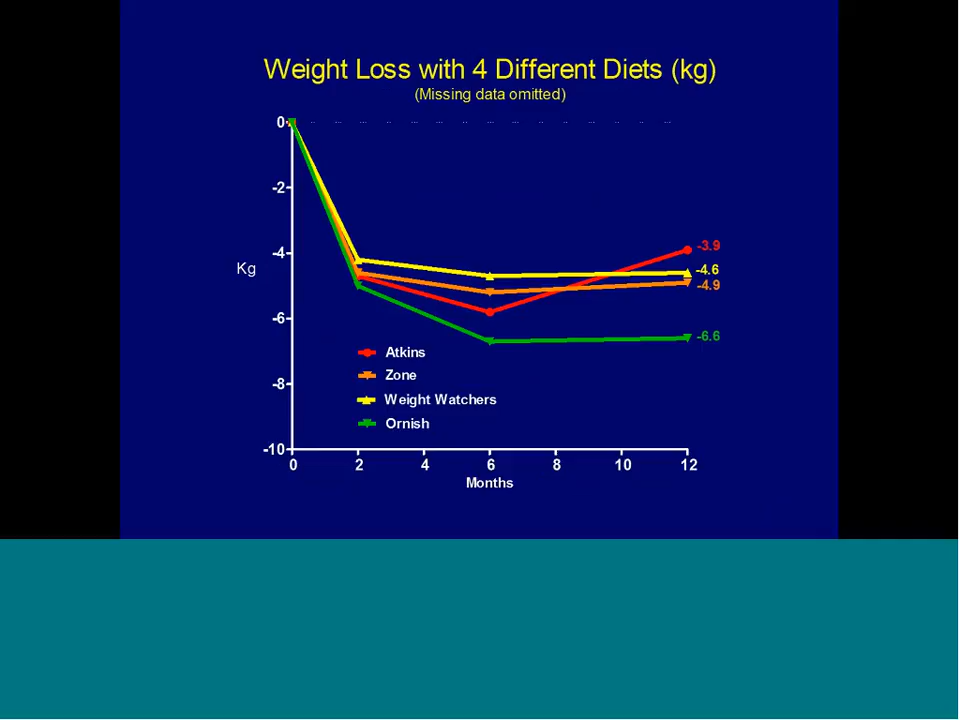 Weight Loss with 4 Different Diets (kg)
(Missing data omitted)
0
-2
-4
-6
-8
-10
Kg
-3.9
-4.6
-4.9
-6.6
Atkins
Zone
Weight Watchers
Ornish
0 2 4 6 8 10 12
Months